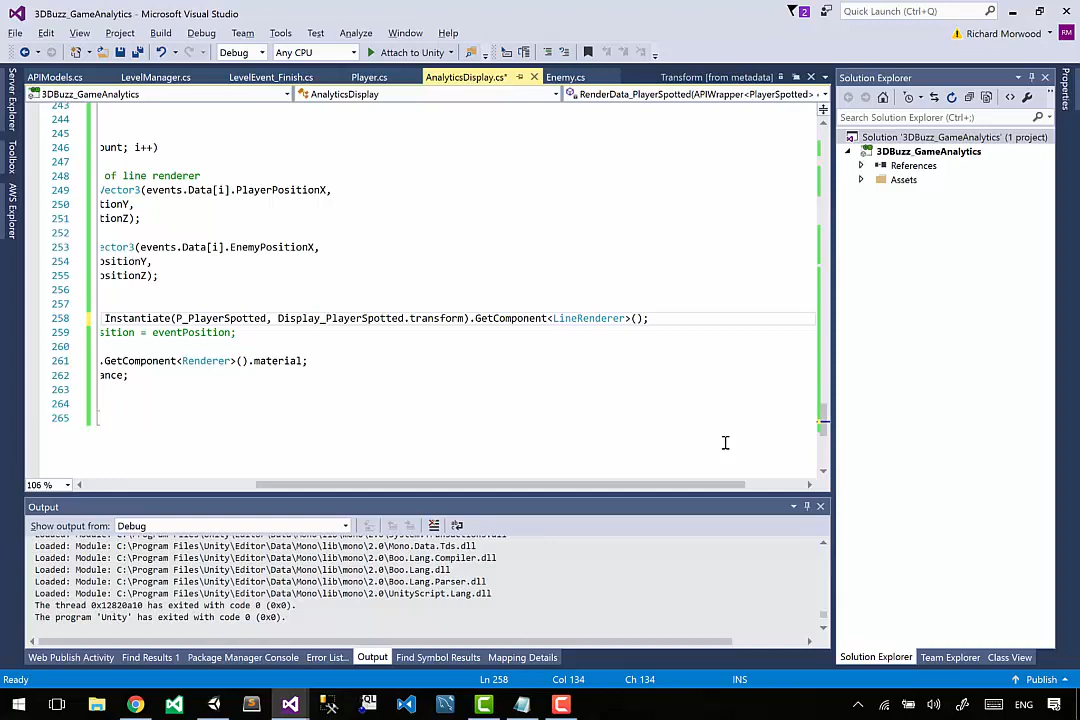 3DBuzz_GameAnalytics - Microsoft Visual Studio
2
Quick Launch (Ctrl+Q)
File Edit View Project Build Debug Team Tools Test Analyze Window Help
Richard Morwood RM
Debug Any CPU Attach to Unity
APIModels.cs LevelManager.cs LevelEvent_Finish.cs Player.cs AnalyticsDisplay.cs* Enemy.cs Transform [from metadata]
3DBuzz_GameAnalytics AnalyticsDisplay RenderData_PlayerSpotted(APIWrapper<PlayerSpotted>
Server Explorer
Toolbox
AWS Explorer
243
244
245
246 ount; i++)
247
248 of line renderer
249 Vector3(events.Data[i].PlayerPositionX,
250 tionY,
251 tionZ);
252
253 ector3(events.Data[i].EnemyPositionX,
254 ositionY,
255 ositionZ);
256
257
258 Instantiate(P_PlayerSpotted, Display_PlayerSpotted.transform).GetComponent<LineRenderer>();
259 sition = eventPosition;
260
261 .GetComponent<Renderer>().material;
262 ance;
263
264
265
106 %
Solution Explorer
Search Solution Explorer (Ctrl+;)
Solution '3DBuzz_GameAnalytics' (1 project)
3DBuzz_GameAnalytics
References
Assets
Properties
Output
Show output from: Debug
Loaded: Module: C:\Program Files\Unity\Editor\Data\Mono\lib\mono\2.0\Mono.Data.Tds.dll
Loaded: Module: C:\Program Files\Unity\Editor\Data\Mono\lib\mono\2.0\Boo.Lang.Compiler.dll
Loaded: Module: C:\Program Files\Unity\Editor\Data\Mono\lib\mono\2.0\Boo.Lang.dll
Loaded: Module: C:\Program Files\Unity\Editor\Data\Mono\lib\mono\2.0\Boo.Lang.Parser.dll
Loaded: Module: C:\Program Files\Unity\Editor\Data\Mono\lib\mono\2.0\UnityScript.Lang.dll
The thread 0x12820a10 has exited with code 0 (0x0).
The program 'Unity' has exited with code 0 (0x0).
Web Publish Activity Find Results 1 Package Manager Console Error List... Output Find Symbol Results Mapping Details
Solution Explorer Team Explorer Class View
Ready Ln 258 Col 134 Ch 134 INS Publish
ENG